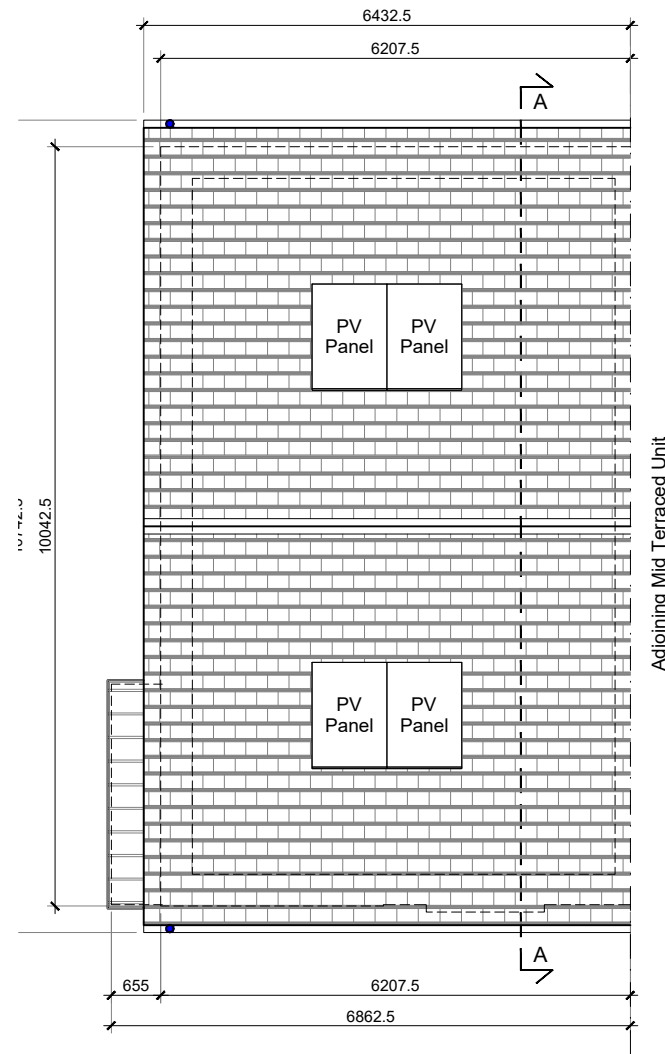 6432.5
6207.5
A
PV
Panel
PV
Panel
10042.5
Adjoining Mid Terraced Unit
PV
Panel
PV
Panel
A
655
6207.5
6862.5